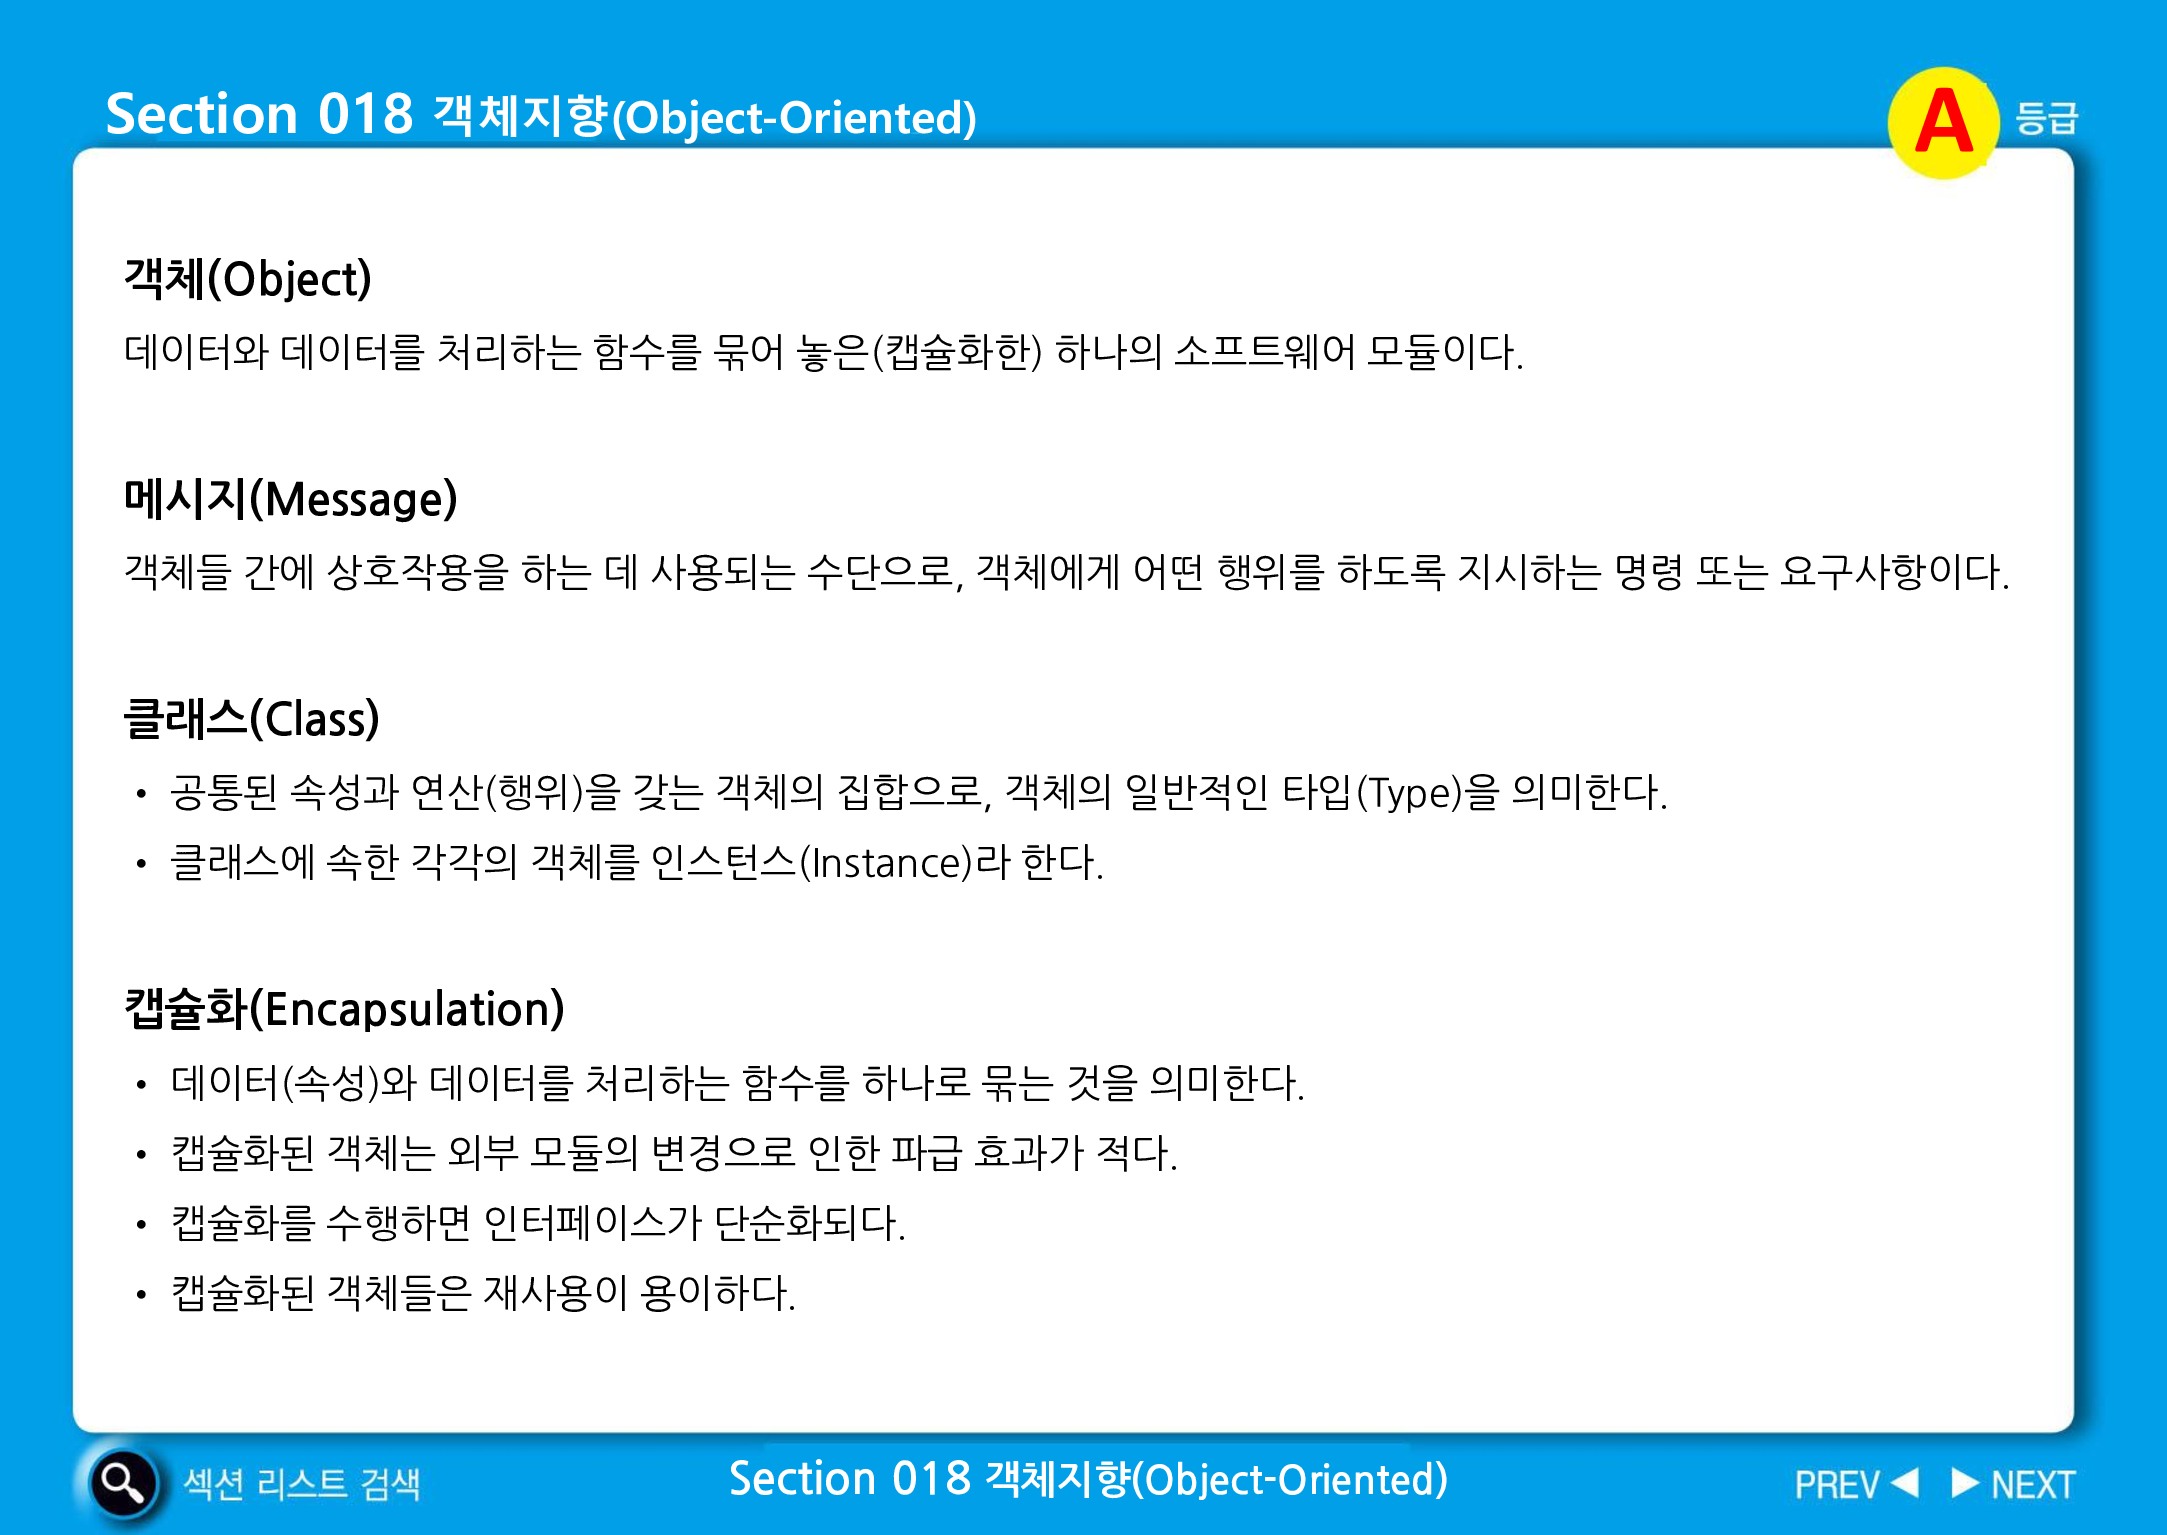 Section 018 객체지향(Object-Oriented)
A 등급
객체(Object)
데이터와 데이터를 처리하는 함수를 묶어 놓은(캡슐화한) 하나의 소프트웨어 모듈이다.
메시지(Message)
객체들 간에 상호작용을 하는 데 사용되는 수단으로, 객체에게 어떤 행위를 하도록 지시하는 명령 또는 요구사항이다.
클래스(Class)
• 공통된 속성과 연산(행위)을 갖는 객체의 집합으로, 객체의 일반적인 타입(Type)을 의미한다.
• 클래스에 속한 각각의 객체를 인스턴스(Instance)라 한다.
캡슐화(Encapsulation)
• 데이터(속성)와 데이터를 처리하는 함수를 하나로 묶는 것을 의미한다.
• 캡슐화된 객체는 외부 모듈의 변경으로 인한 파급 효과가 적다.
• 캡슐화를 수행하면 인터페이스가 단순화되다.
• 캡슐화된 객체들은 재사용이 용이하다.
섹션 리스트 검색
Section 018 객체지향(Object-Oriented)
PREV ◀ ▶ NEXT